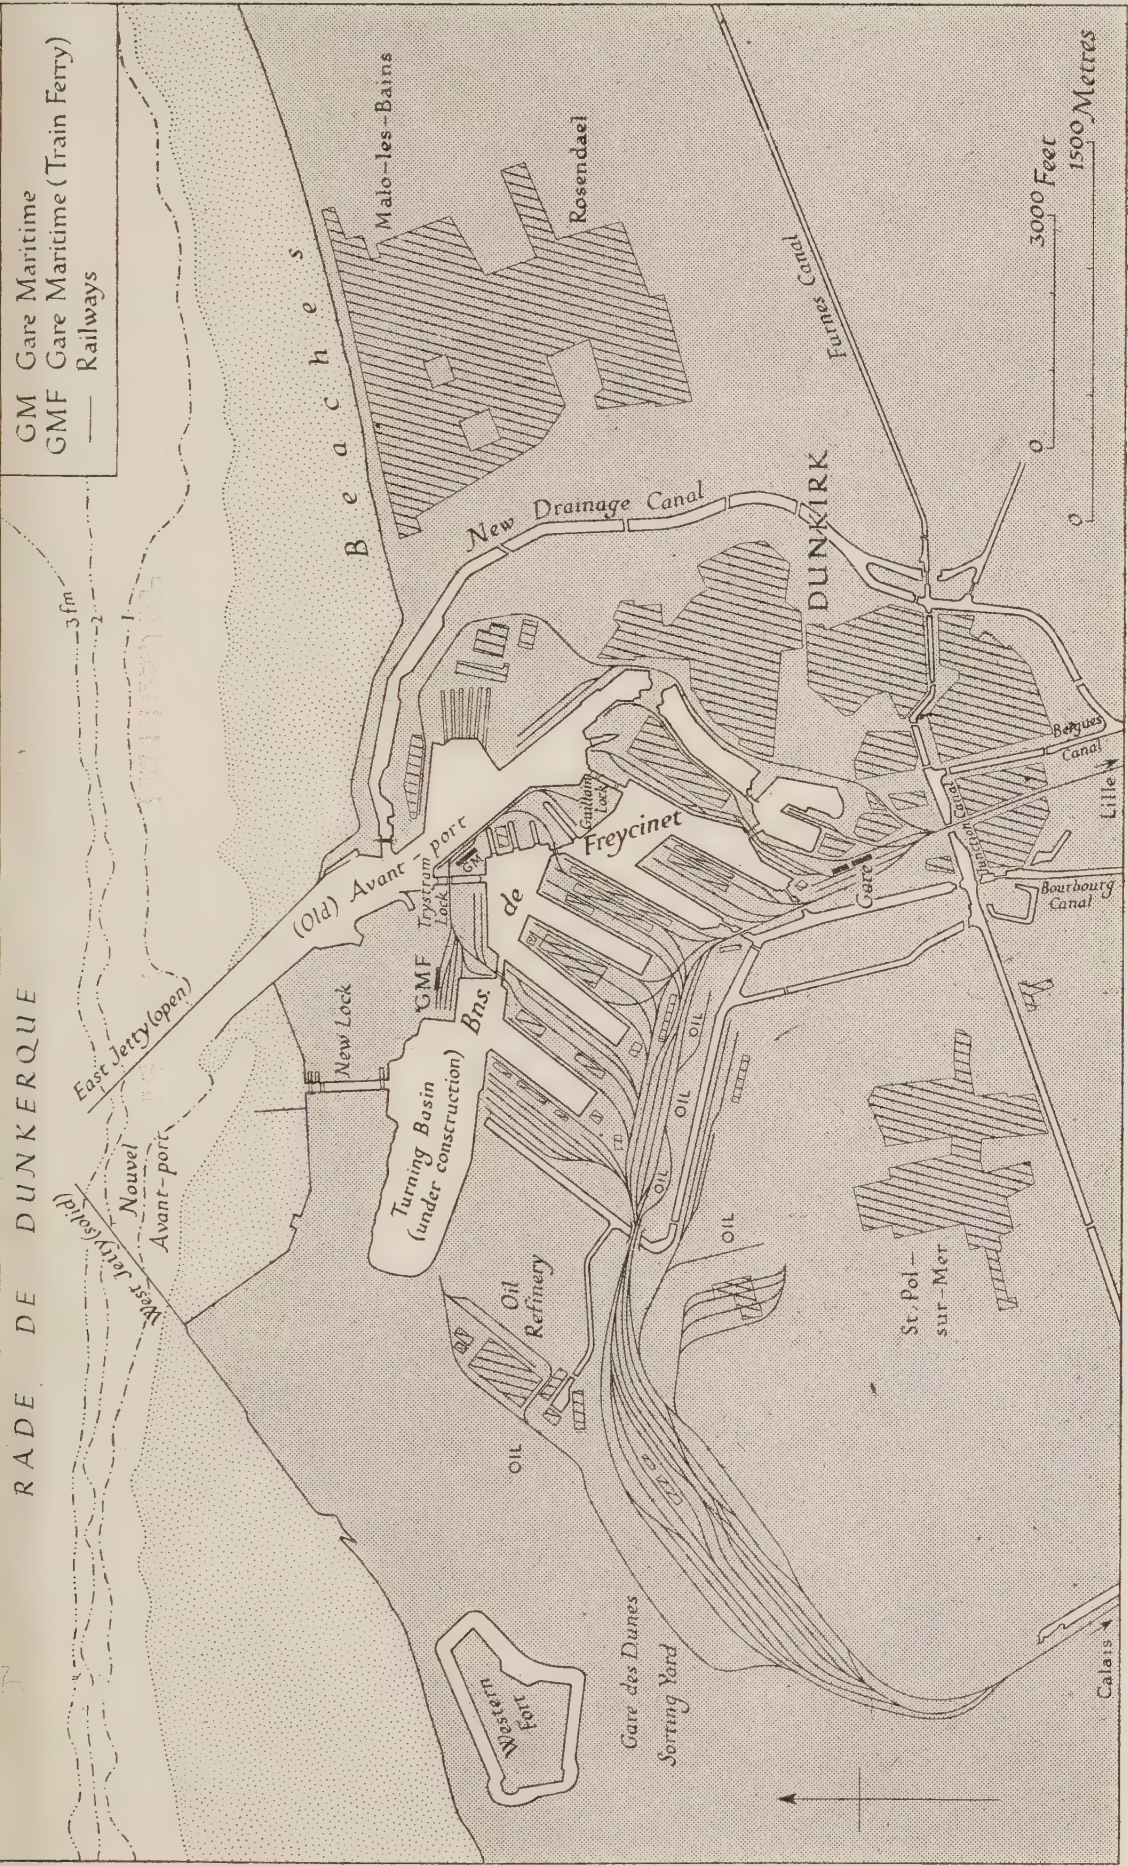 GM Gare Maritime
GMF Gare Maritime (Train Ferry)
Railways
RADE DE DUNKERQUE
3 fm
2
1
West Jetty (solid)
Nouvel
Avant-port
East Jetty (open)
(Old) Avant-port
Beaches
Malo-les-Bains
Rosendael
New Drainage Canal
Furnes Canal
DUNKIRK
New Lock
GMF
Trystram
Lock
GM
Guillain
Lock
Turning Basin
(under construction)
Bns. de Freycinet
Oil
Refinery
OIL
OIL
OIL
OIL
OIL
Gare
Junction Canal
Bergues
Canal
Bourbourg
Canal
Lille
St. Pol-
sur-Mer
Western
Fort
Gare des Dunes
Sorting Yard
Calais
0 3000 Feet
0 1500 Metres